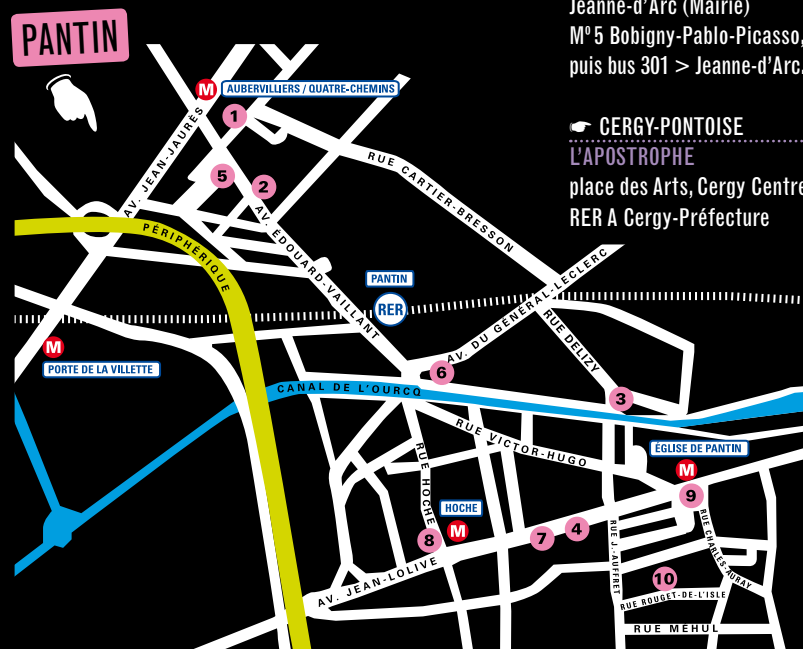 PANTIN
Jeanne-d'Arc (Mairie)
Mº 5 Bobigny-Pablo-Picasso,
puis bus 301 > Jeanne-d'Arc.
☛ CERGY-PONTOISE
L'APOSTROPHE
place des Arts, Cergy Centre
RER A Cergy-Préfecture
M
AUBERVILLIERS / QUATRE-CHEMINS
1
AV. JEAN-JAURÈS
5
2
RUE CARTIER-BRESSON
AV. ÉDOUARD-VAILLANT
PÉRIPHÉRIQUE
PANTIN
RER
AV. DU GÉNÉRAL-LECLERC
RUE DELIZY
M
PORTE DE LA VILLETTE
6
CANAL DE L'OURCQ
3
RUE VICTOR-HUGO
ÉGLISE DE PANTIN
M
9
RUE HOCHE
HOCHE
M
8
7
4
AV. JEAN-LOLIVE
RUE J.-AUFFRET
RUE CHARLES-AURAY
10
RUE ROUGET-DE-L'ISLE
RUE MÉHUL